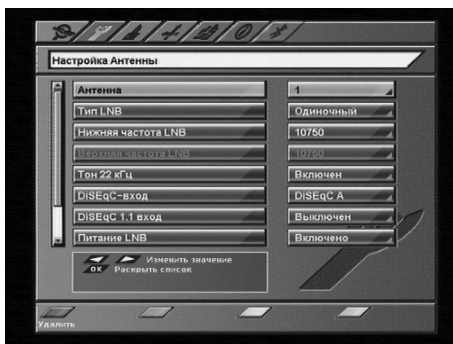 Настройка Антенны
Антенна 1
Тип LNB Одиночный
Нижняя частота LNB 10750
Верхняя частота LNB 10750
Тон 22 кГц Включен
DiSEqC-вход DiSEqC A
DiSEqC 1.1 вход Выключен
Питание LNB Включено
Изменить значение
OK Раскрыть список
Удалить